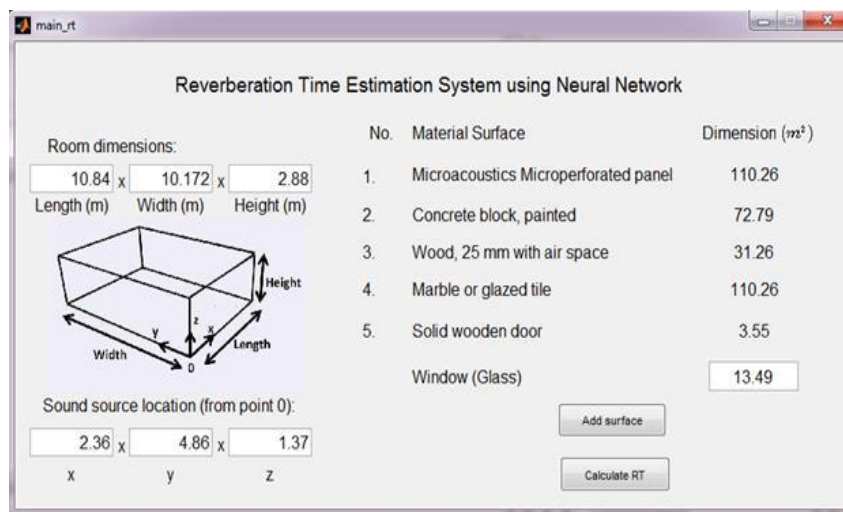 main_rt
Reverberation Time Estimation System using Neural Network
Room dimensions:
10.84 x 10.172 x 2.88
Length (m) Width (m) Height (m)
Height
Length
Width
z
x
y
0
Sound source location (from point 0):
2.36 x 4.86 x 1.37
x y z
No. Material Surface Dimension (m²)
1. Microacoustics Microperforated panel 110.26
2. Concrete block, painted 72.79
3. Wood, 25 mm with air space 31.26
4. Marble or glazed tile 110.26
5. Solid wooden door 3.55
Window (Glass) 13.49
Add surface
Calculate RT